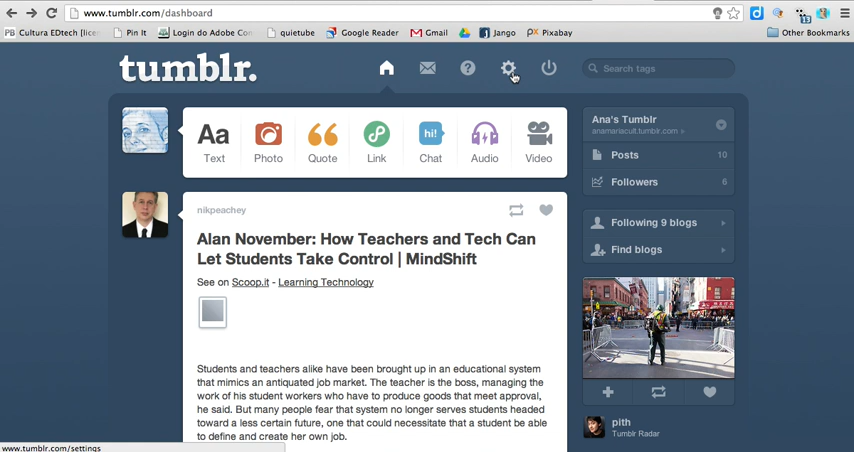 www.tumblr.com/dashboard
Cultura EDtech [lice
Pin It
Login do Adobe Con
quietube
Google Reader
Gmail
Jango
Pixabay
Other Bookmarks
tumblr.
Search tags
Aa
hi!
Text
Photo
Quote
Link
Chat
Audio
Video
Ana's Tumblr
anamariacult.tumblr.com »
Posts 10
Followers 6
Following 9 blogs
Find blogs
nikpeachey
Alan November: How Teachers and Tech Can
Let Students Take Control | MindShift
See on Scoop.it - Learning Technology
Students and teachers alike have been brought up in an educational system
that mimics an antiquated job market. The teacher is the boss, managing the
work of his student workers who have to produce goods that meet approval,
he said. But many people fear that system no longer serves students headed
toward a less certain future, one that could necessitate that a student be able
to define and create her own job.
pith
Tumblr Radar
www.tumblr.com/settings